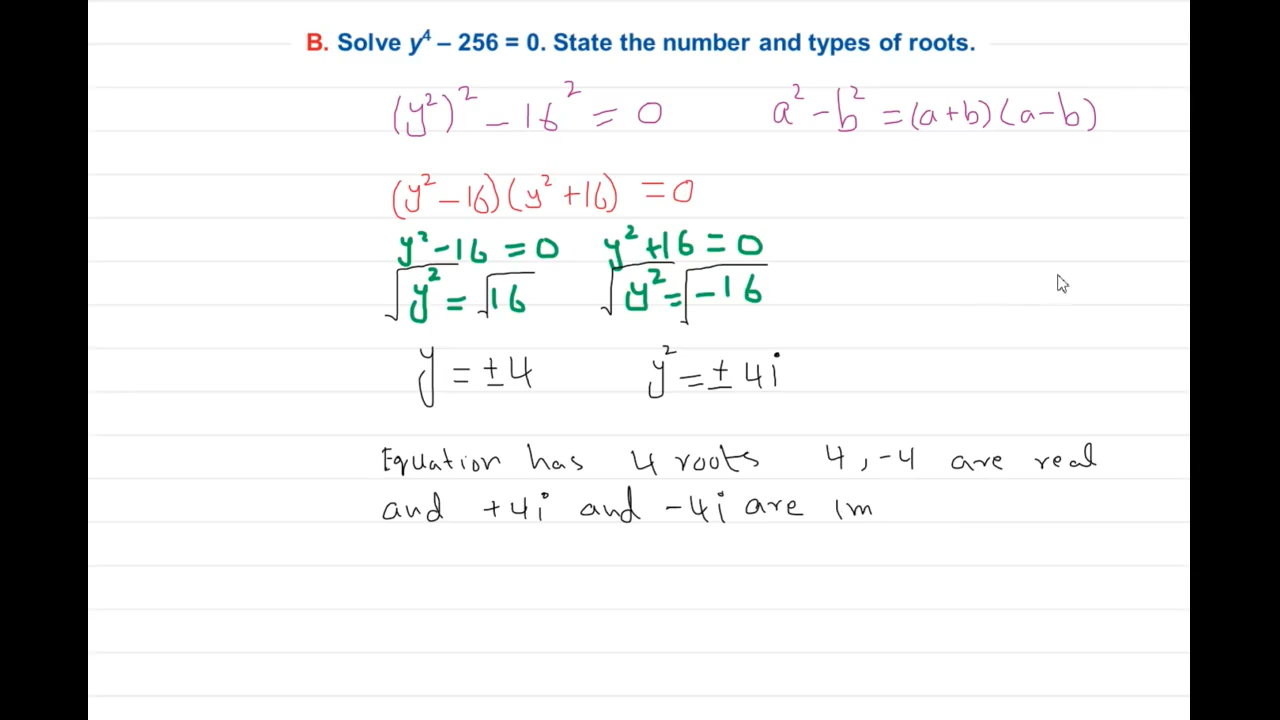 B. Solve y⁴ – 256 = 0. State the number and types of roots.
(y²)² – 16² = 0 a² – b² = (a+b)(a–b)
(y² – 16)(y² + 16) = 0
y² – 16 = 0 y² + 16 = 0
√y² = √16 √y² = √–16
y = ±4 y² = ±4i
Equation has 4 roots 4, -4 are real
and +4i and -4i are Im